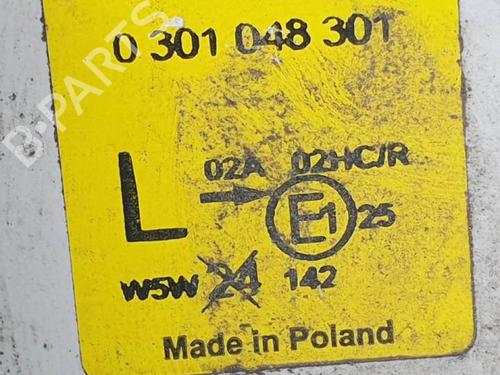 0 301 048 301
L 02A 02HC/R
E1 25
W5W 24 142
Made in Poland
B-PARTS